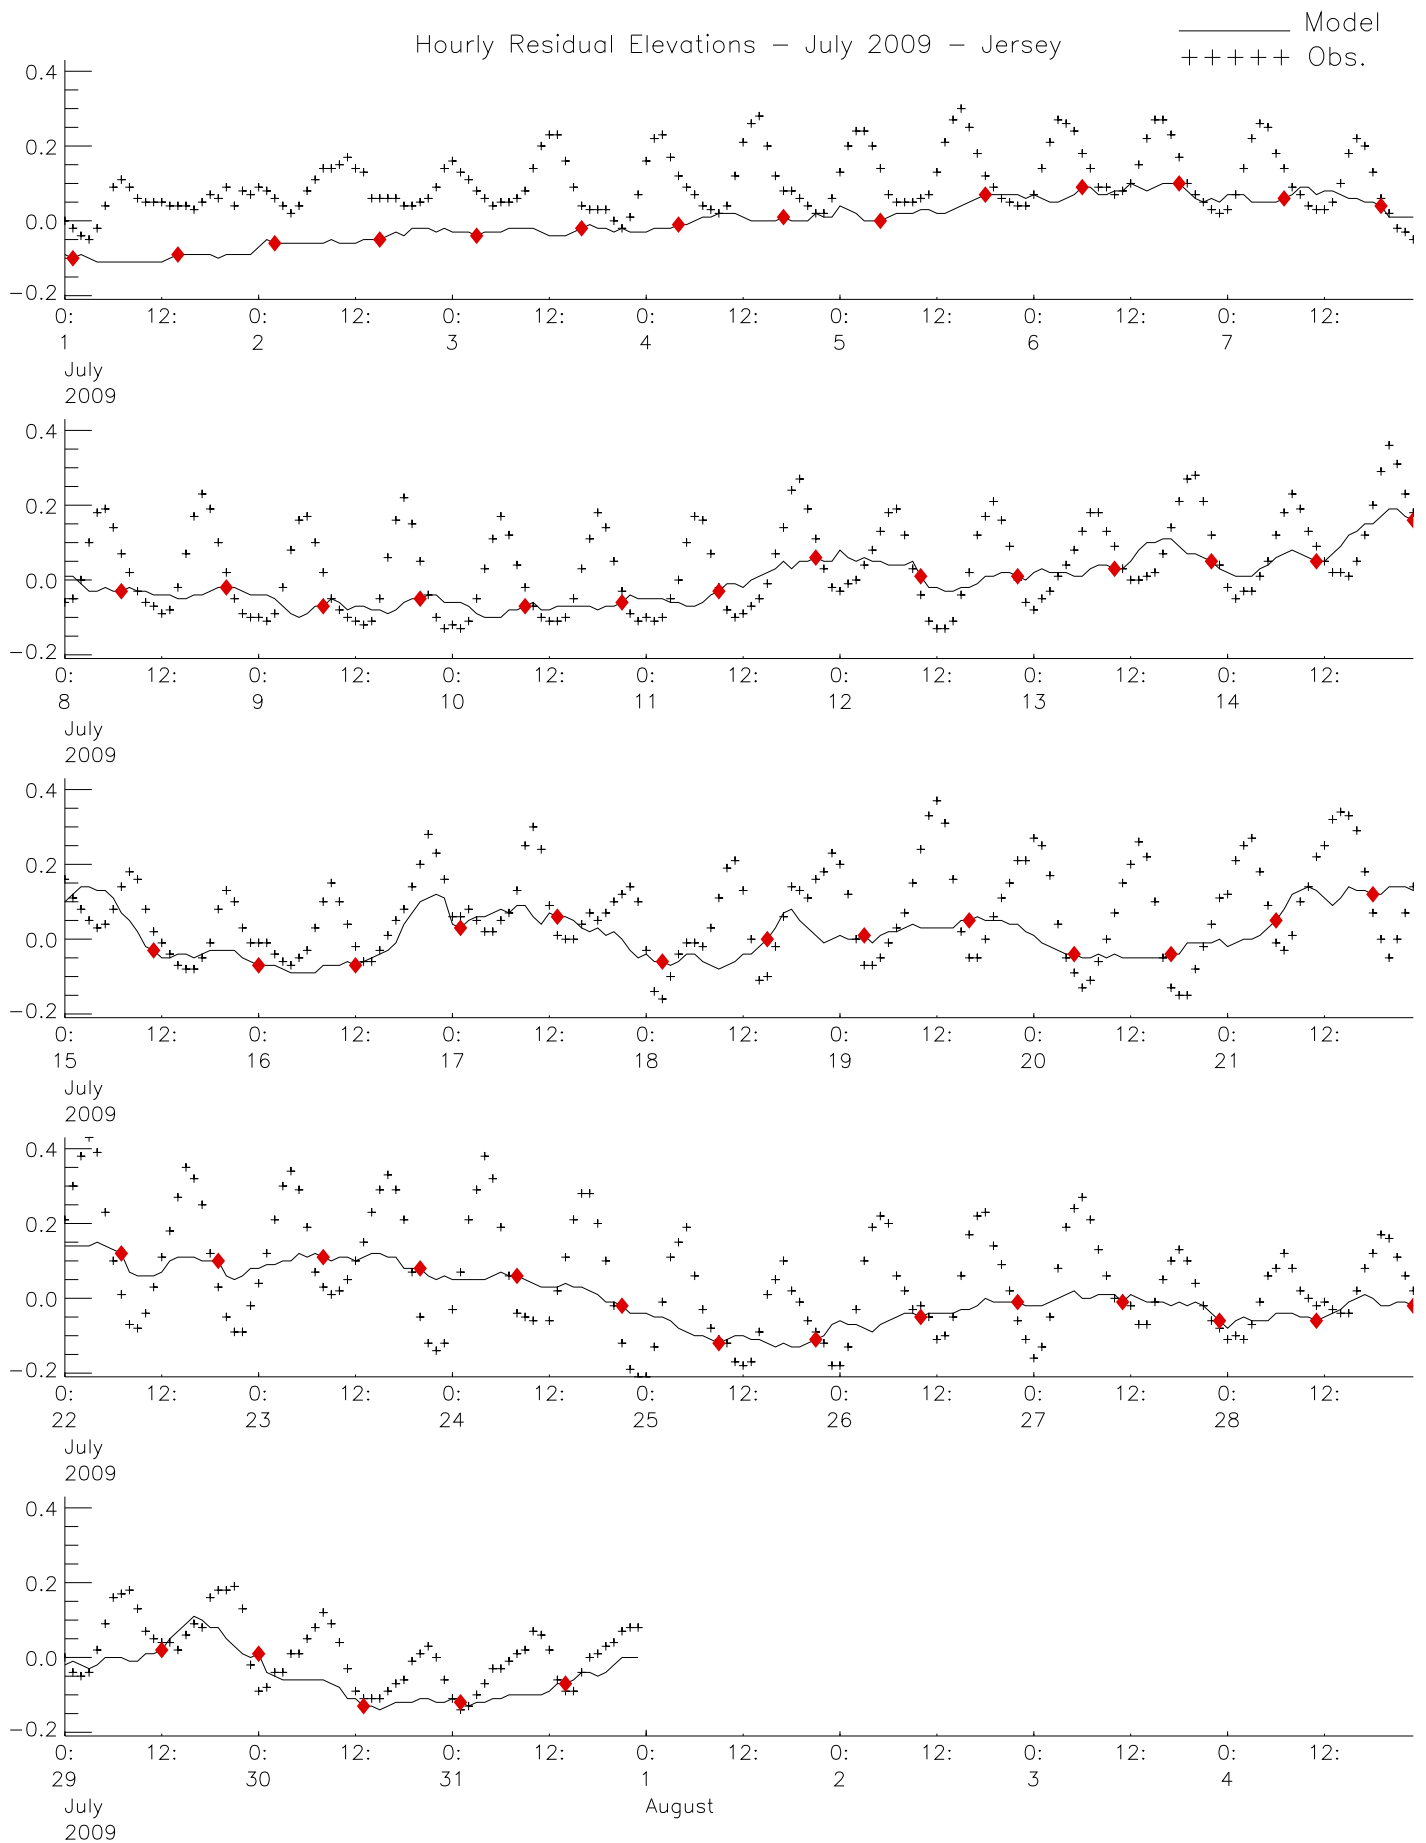 Hourly Residual Elevations – July 2009 – Jersey
Model
+++++ Obs.
0.4
0.2
0.0
−0.2
0: 12: 0: 12: 0: 12: 0: 12: 0: 12: 0: 12: 0: 12:
1 2 3 4 5 6 7
July
2009
0.4
0.2
0.0
−0.2
0: 12: 0: 12: 0: 12: 0: 12: 0: 12: 0: 12: 0: 12:
8 9 10 11 12 13 14
July
2009
0.4
0.2
0.0
−0.2
0: 12: 0: 12: 0: 12: 0: 12: 0: 12: 0: 12: 0: 12:
15 16 17 18 19 20 21
July
2009
0.4
0.2
0.0
−0.2
0: 12: 0: 12: 0: 12: 0: 12: 0: 12: 0: 12: 0: 12:
22 23 24 25 26 27 28
July
2009
0.4
0.2
0.0
−0.2
0: 12: 0: 12: 0: 12: 0: 12: 0: 12: 0: 12: 0: 12:
29 30 31 1 2 3 4
July August
2009